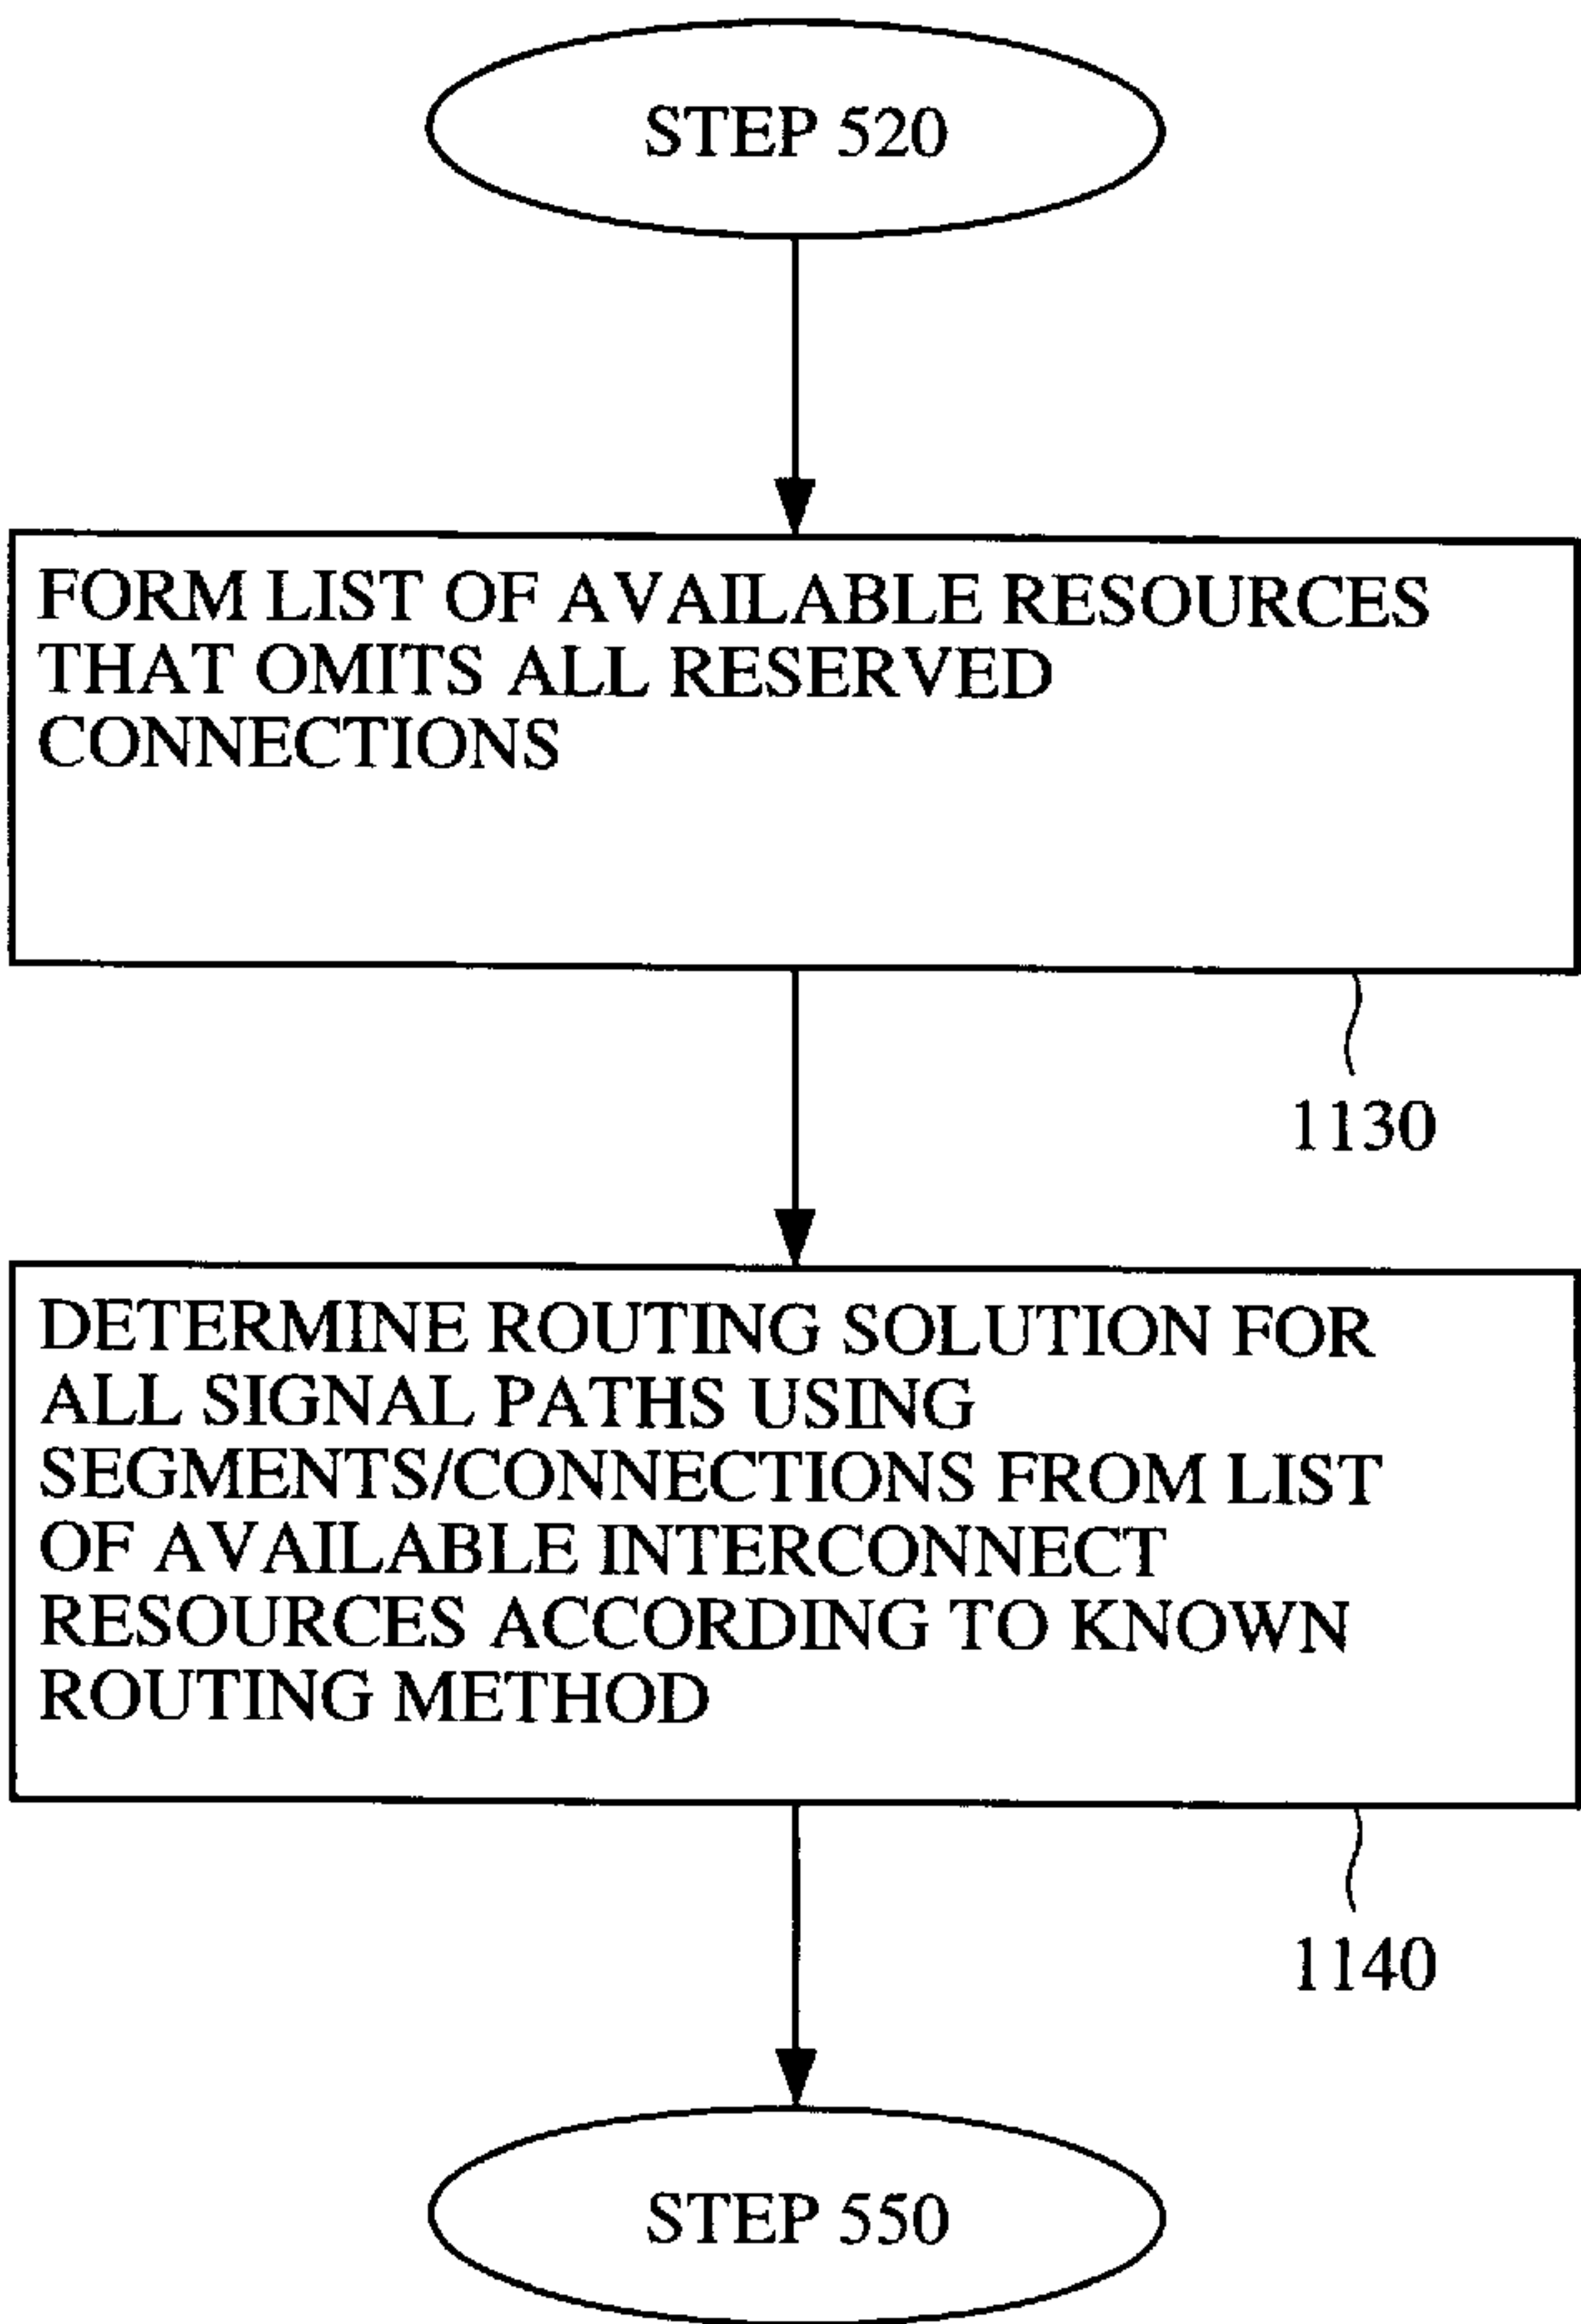 STEP 520
FORM LIST OF AVAILABLE RESOURCES
THAT OMITS ALL RESERVED
CONNECTIONS
1130
DETERMINE ROUTING SOLUTION FOR
ALL SIGNAL PATHS USING
SEGMENTS/CONNECTIONS FROM LIST
OF AVAILABLE INTERCONNECT
RESOURCES ACCORDING TO KNOWN
ROUTING METHOD
1140
STEP 550